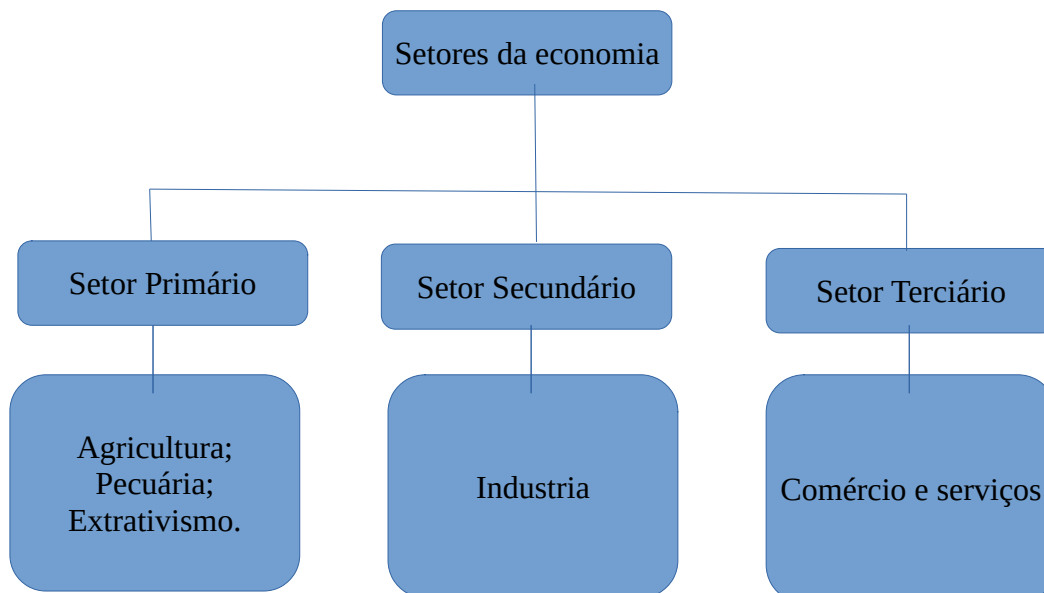 Setores da economia
Setor Primário
Setor Secundário
Setor Terciário
Agricultura;
Pecuária;
Extrativismo.
Industria
Comércio e serviços